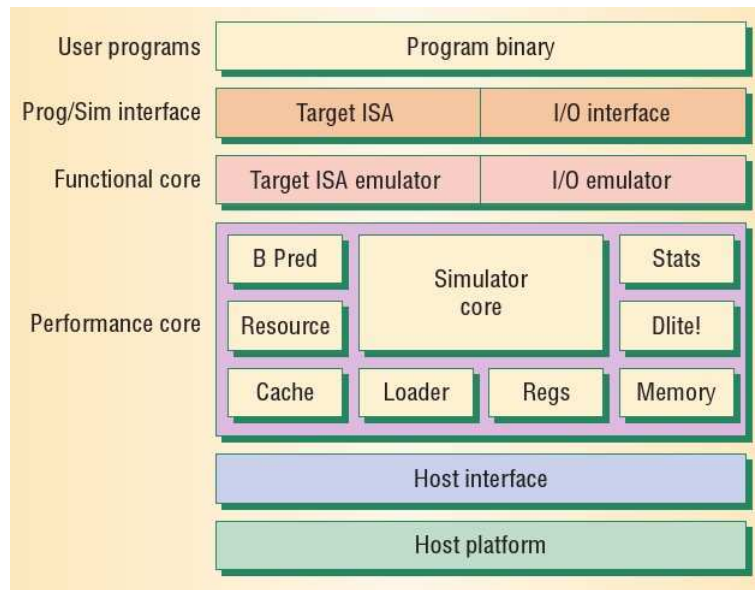 User programs
Program binary
Prog/Sim interface
Target ISA
I/O interface
Functional core
Target ISA emulator
I/O emulator
Performance core
B Pred
Simulator
core
Stats
Resource
Dlite!
Cache
Loader
Regs
Memory
Host interface
Host platform